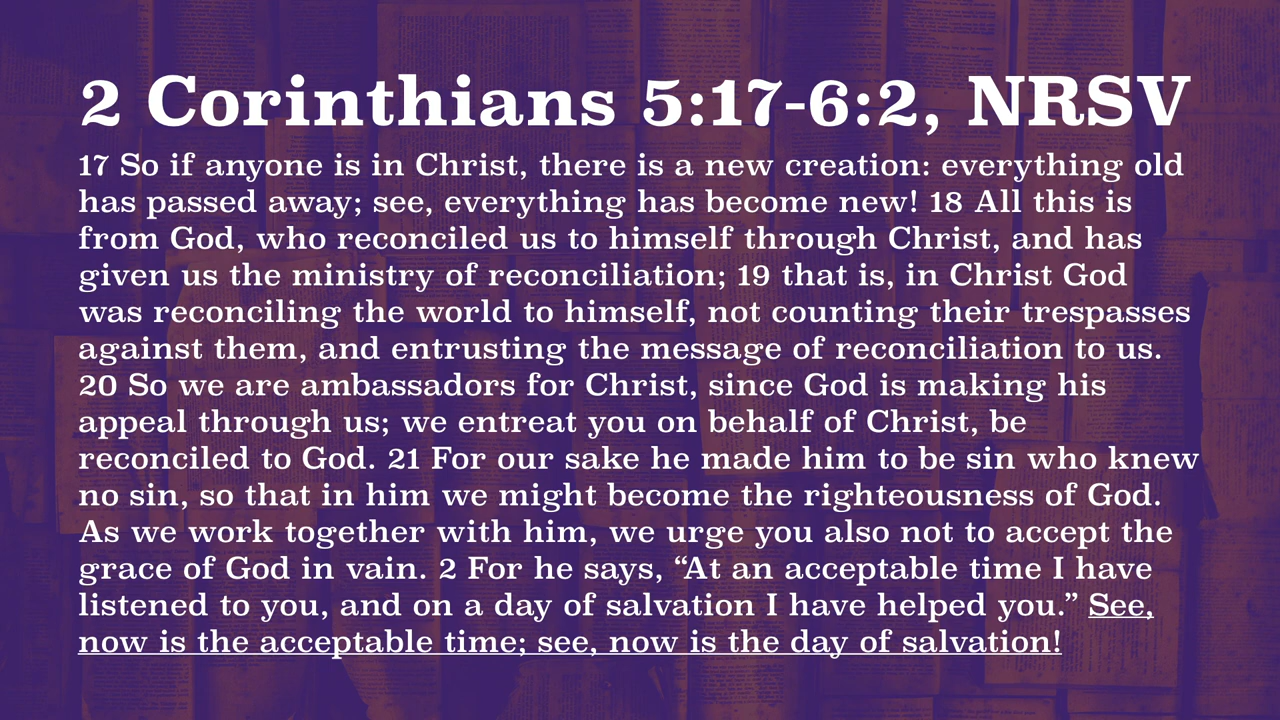 2 Corinthians 5:17-6:2, NRSV
17 So if anyone is in Christ, there is a new creation: everything old
has passed away; see, everything has become new! 18 All this is
from God, who reconciled us to himself through Christ, and has
given us the ministry of reconciliation; 19 that is, in Christ God
was reconciling the world to himself, not counting their trespasses
against them, and entrusting the message of reconciliation to us.
20 So we are ambassadors for Christ, since God is making his
appeal through us; we entreat you on behalf of Christ, be
reconciled to God. 21 For our sake he made him to be sin who knew
no sin, so that in him we might become the righteousness of God.
As we work together with him, we urge you also not to accept the
grace of God in vain. 2 For he says, “At an acceptable time I have
listened to you, and on a day of salvation I have helped you.” See,
now is the acceptable time; see, now is the day of salvation!